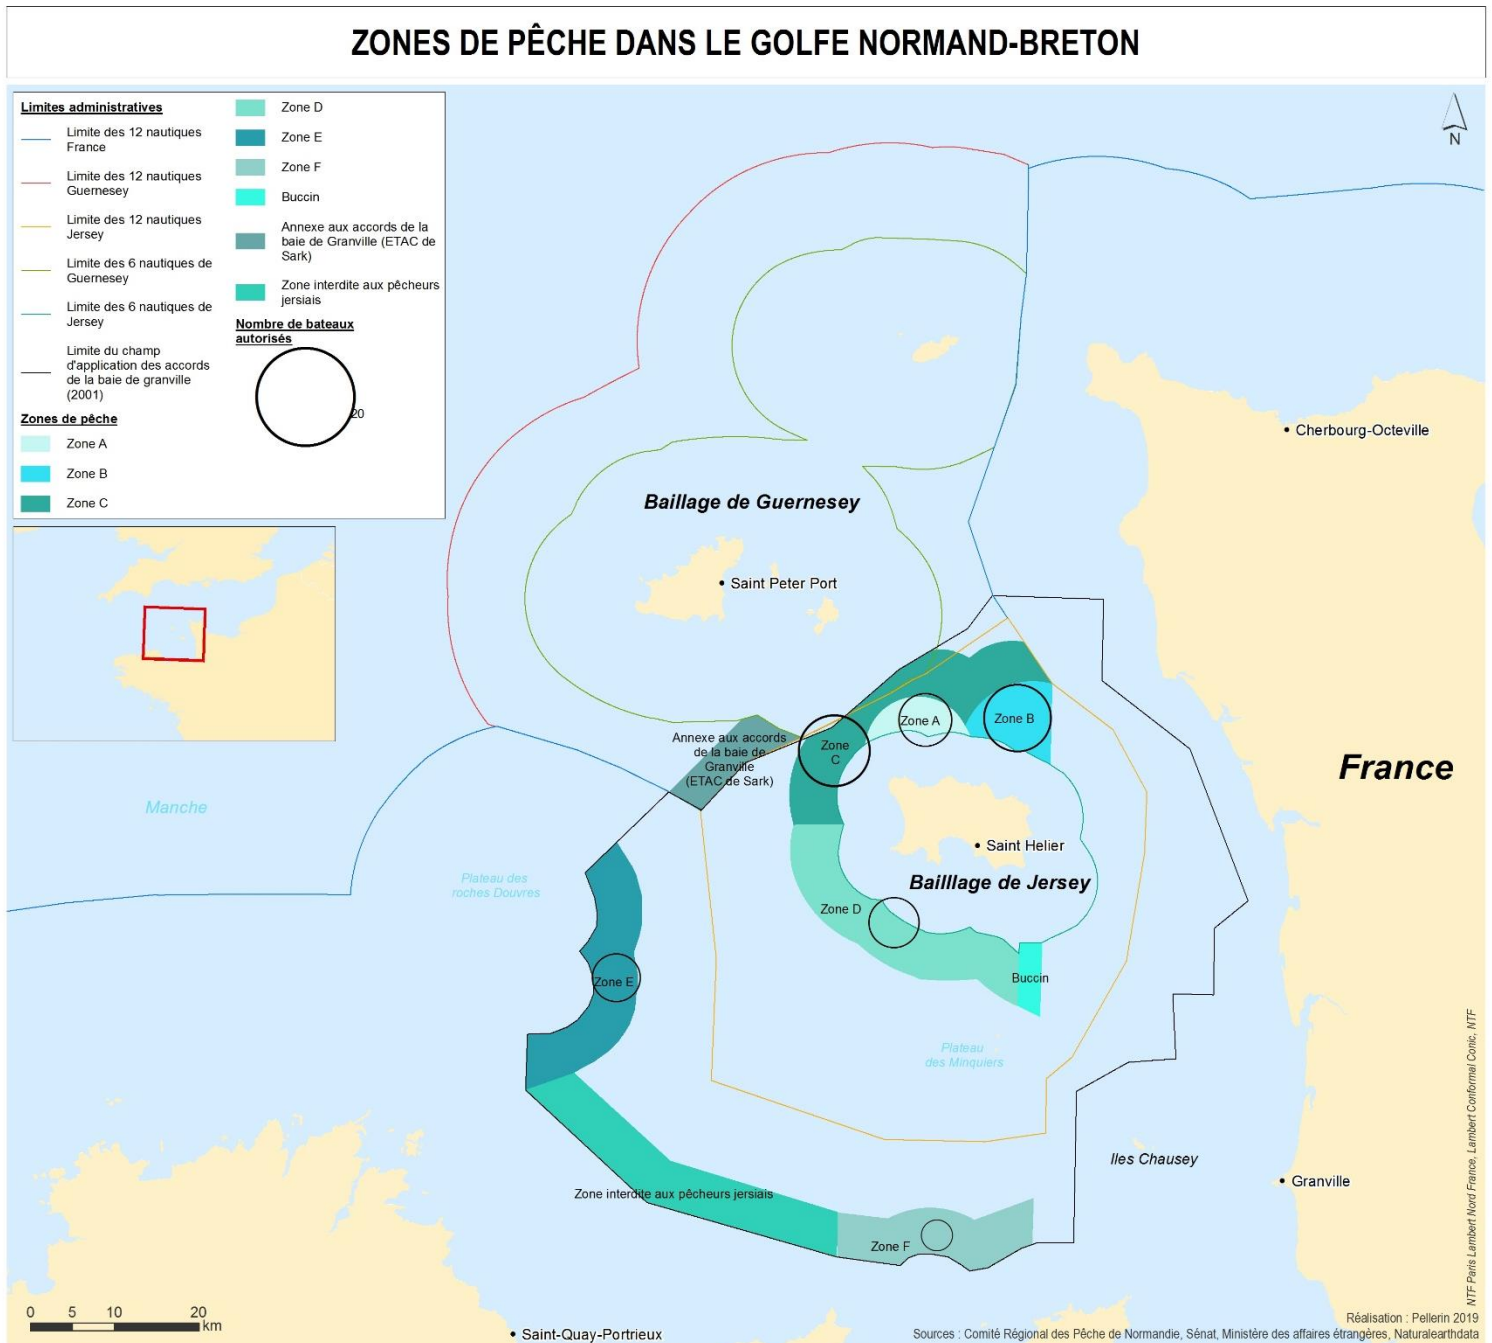 ZONES DE PÊCHE DANS LE GOLFE NORMAND-BRETON
Limites administratives
Limite des 12 nautiques
France
Limite des 12 nautiques
Guernesey
Limite des 12 nautiques
Jersey
Limite des 6 nautiques de
Guernesey
Limite des 6 nautiques de
Jersey
Limite du champ
d'application des accords
de la baie de granville
(2001)
Zones de pêche
Zone A
Zone B
Zone C
Zone D
Zone E
Zone F
Buccin
Annexe aux accords de la
baie de Granville (ETAC de
Sark)
Zone interdite aux pêcheurs
jersiais
Nombre de bateaux
autorisés
20
N
Cherbourg-Octeville
Baillage de Guernesey
Saint Peter Port
Annexe aux accords
de la baie de
Granville
(ETAC de Sark)
Zone
C
Zone A
Zone B
France
Manche
Saint Helier
Plateau des
roches Douvres
Bailllage de Jersey
Zone D
Buccin
Zone E
Plateau
des Minquiers
Iles Chausey
Granville
Zone interdite aux pêcheurs jersiais
Zone F
0 5 10 20
km
Saint-Quay-Portrieux
NTF Paris Lambert Nord France, Lambert Conformal Conic, NTF
Réalisation : Pellerin 2019
Sources : Comité Régional des Pêche de Normandie, Sénat, Ministère des affaires étrangères, Naturalearthdata